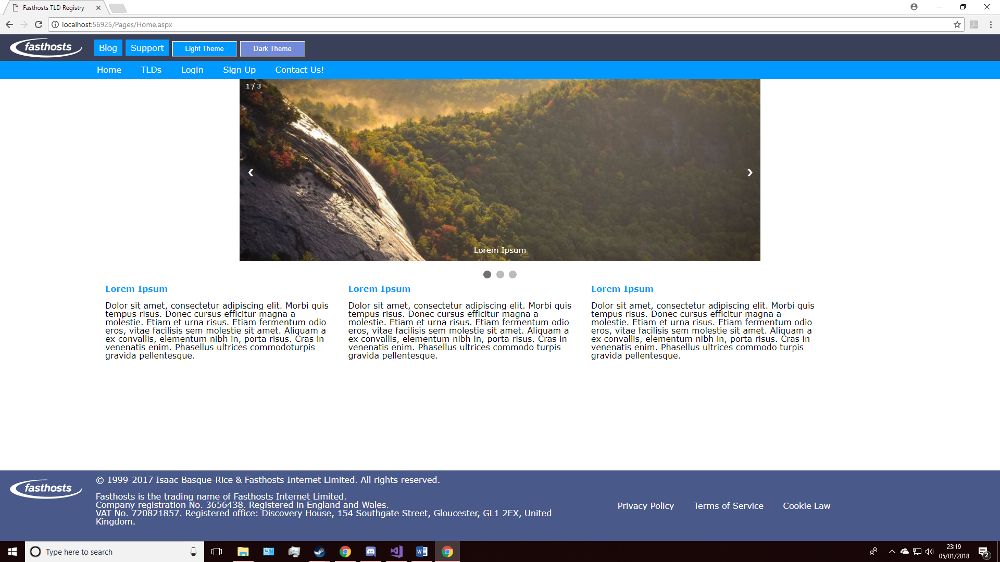 Fasthosts TLD Registry
localhost:56925/Pages/Home.aspx
fasthosts
Blog
Support
Light Theme
Dark Theme
Home
TLDs
Login
Sign Up
Contact Us!
1 / 3
❮
❯
Lorem Ipsum
Lorem Ipsum
Dolor sit amet, consectetur adipiscing elit. Morbi quis
tempus risus. Donec cursus efficitur magna a
molestie. Etiam et urna risus. Etiam fermentum odio
eros, vitae facilisis sem molestie sit amet. Aliquam a
ex convallis, elementum nibh in, porta risus. Cras in
venenatis enim. Phasellus ultrices commodoturpis
gravida pellentesque.
Lorem Ipsum
Dolor sit amet, consectetur adipiscing elit. Morbi quis
tempus risus. Donec cursus efficitur magna a
molestie. Etiam et urna risus. Etiam fermentum odio
eros, vitae facilisis sem molestie sit amet. Aliquam a
ex convallis, elementum nibh in, porta risus. Cras in
venenatis enim. Phasellus ultrices commodo turpis
gravida pellentesque.
Lorem Ipsum
Dolor sit amet, consectetur adipiscing elit. Morbi quis
tempus risus. Donec cursus efficitur magna a
molestie. Etiam et urna risus. Etiam fermentum odio
eros, vitae facilisis sem molestie sit amet. Aliquam a
ex convallis, elementum nibh in, porta risus. Cras in
venenatis enim. Phasellus ultrices commodo turpis
gravida pellentesque.
fasthosts
© 1999-2017 Isaac Basque-Rice & Fasthosts Internet Limited. All rights reserved.
Fasthosts is the trading name of Fasthosts Internet Limited.
Company registration No. 3656438. Registered in England and Wales.
VAT No. 720821857. Registered office: Discovery House, 154 Southgate Street, Gloucester, GL1 2EX, United
Kingdom.
Privacy Policy
Terms of Service
Cookie Law
Type here to search
23:19
05/01/2018
2